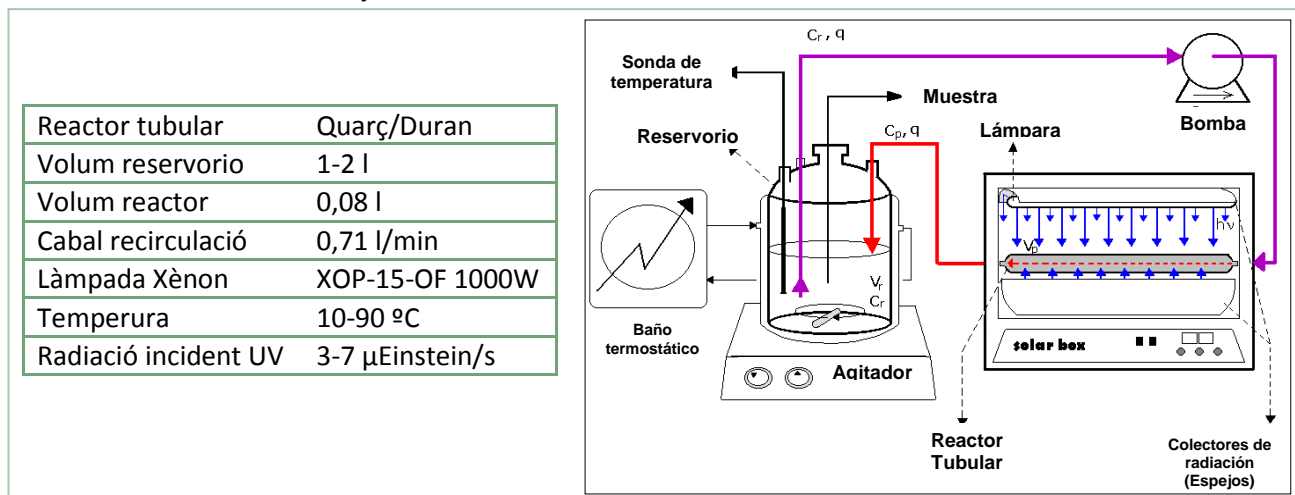 Reactor tubular Quarç/Duran
Volum reservorio 1-2 l
Volum reactor 0,08 l
Cabal recirculació 0,71 l/min
Làmpada Xènon XOP-15-OF 1000W
Temperura 10-90 ºC
Radiació incident UV 3-7 µEinstein/s
Cr, q
Sonda de
temperatura
Muestra
Bomba
Reservorio
Cp, q
Lámpara
hν
Vp
Vr
Cr
Baño
termostático
solar box
Agitador
Reactor
Tubular
Colectores de
radiación
(Espejos)